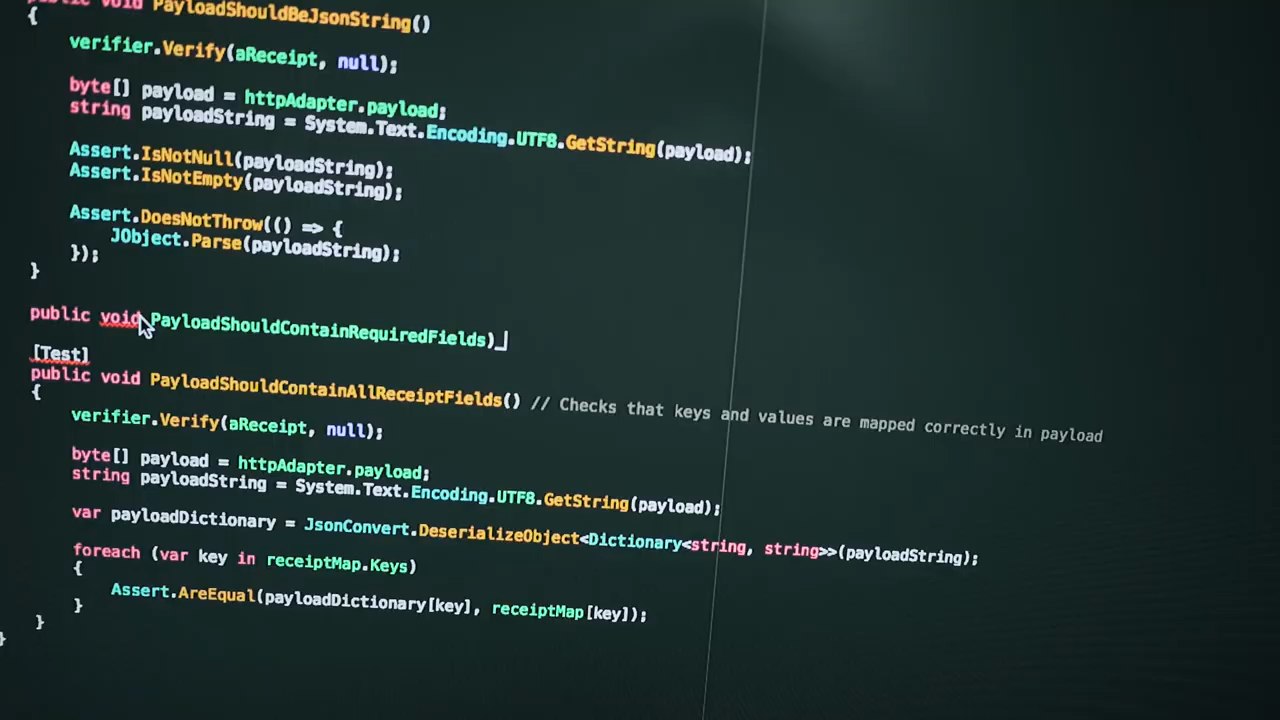 public void PayloadShouldBeJsonString()
{
verifier.Verify(aReceipt, null);
byte[] payload = httpAdapter.payload;
string payloadString = System.Text.Encoding.UTF8.GetString(payload);
Assert.IsNotNull(payloadString);
Assert.IsNotEmpty(payloadString);
Assert.DoesNotThrow(() => {
JObject.Parse(payloadString);
});
}
public void PayloadShouldContainRequiredFields)_
[Test]
public void PayloadShouldContainAllReceiptFields() // Checks that keys and values are mapped correctly in payload
{
verifier.Verify(aReceipt, null);
byte[] payload = httpAdapter.payload;
string payloadString = System.Text.Encoding.UTF8.GetString(payload);
var payloadDictionary = JsonConvert.DeserializeObject<Dictionary<string, string>>(payloadString);
foreach (var key in receiptMap.Keys)
{
Assert.AreEqual(payloadDictionary[key], receiptMap[key]);
}
}
}